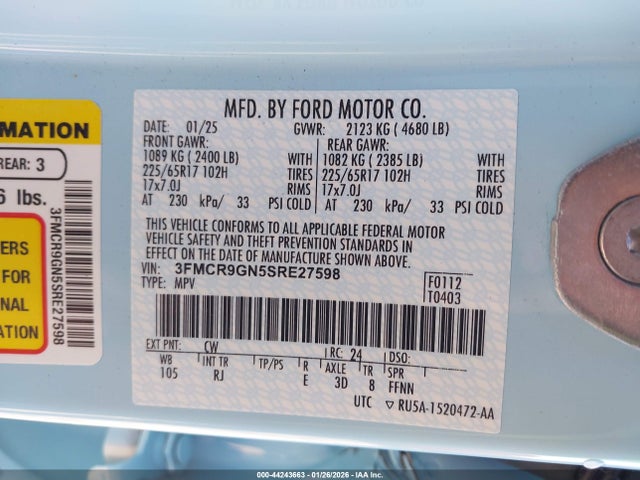 MFD. BY FORD MOTOR CO.
DATE: 01/25 GVWR: 2123 KG ( 4680 LB)
FRONT GAWR: REAR GAWR:
1089 KG ( 2400 LB) WITH 1082 KG ( 2385 LB) WITH
225/65R17 102H TIRES 225/65R17 102H TIRES
17x7.0J RIMS 17x7.0J RIMS
AT 230 kPa/ 33 PSI COLD AT 230 kPa/ 33 PSI COLD
THIS VEHICLE CONFORMS TO ALL APPLICABLE FEDERAL MOTOR
VEHICLE SAFETY AND THEFT PREVENTION STANDARDS IN
EFFECT ON THE DATE OF MANUFACTURE SHOWN ABOVE.
VIN: 3FMCR9GN5SRE27598
TYPE: MPV
F0112
T0403
EXT PNT: CW RC: 24 DSO:
WB INT TR TP/PS R AXLE TR SPR
105 RJ E 3D 8 FFNN
UTC ▽ RU5A-1520472-AA
RMATION
REAR: 3
6 lbs.
3FMCR9GN5SRE27598
ERS
FOR
NAL
ATION
000-44243663 | 01/26/2026 | IAA Inc.